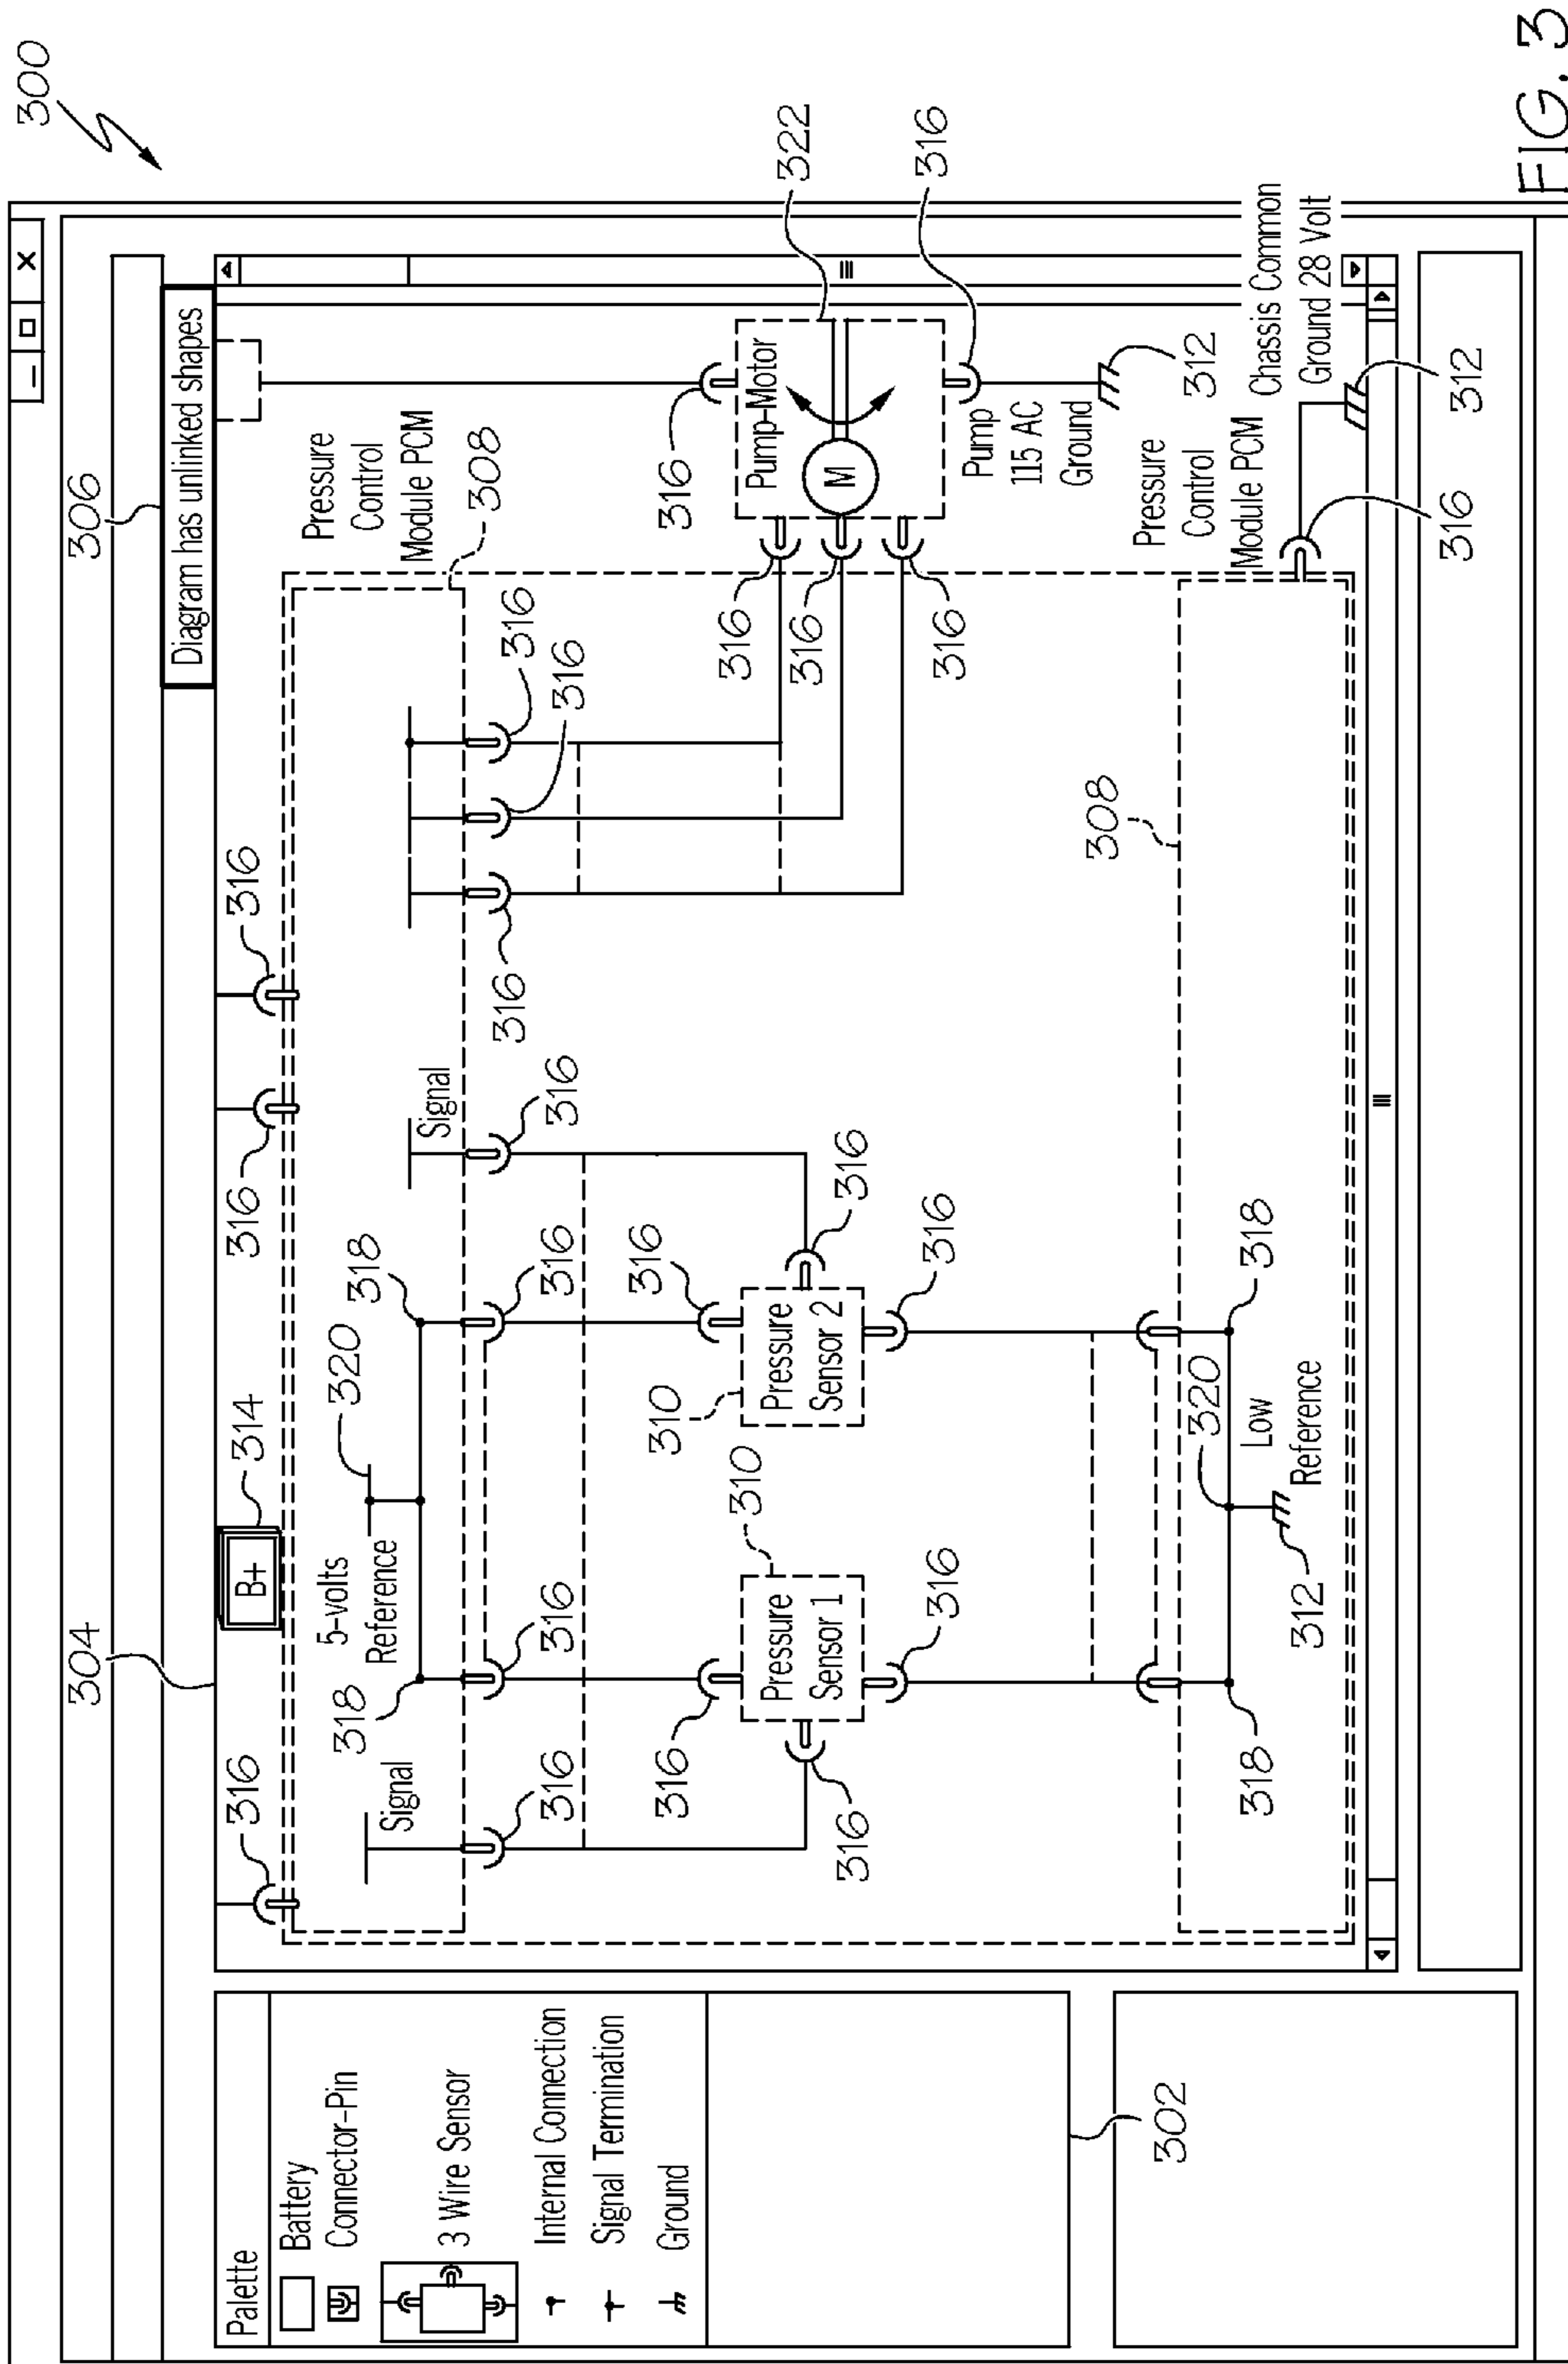 300
_ □ X
304
306
Diagram has unlinked shapes
Palette
Battery
Connector-Pin
3 Wire Sensor
Internal Connection
Signal Termination
Ground
302
316
B+
314
316
316
Pressure
Control
Module PCM
308
Signal
318
5-volts
Reference
320
318
Signal
316
316
316
316
316
316
316
316
316
316
316
Pressure
Sensor 1
310
316
316
310
Pressure
Sensor 2
316
316
316
316
316
Pump-Motor
M
322
316
Pump
115 AC
Ground
312
308
318
312
320
Low
Reference
318
Pressure
Control
Module PCM
Chassis Common
Ground 28 Volt
312
316
FIG. 3